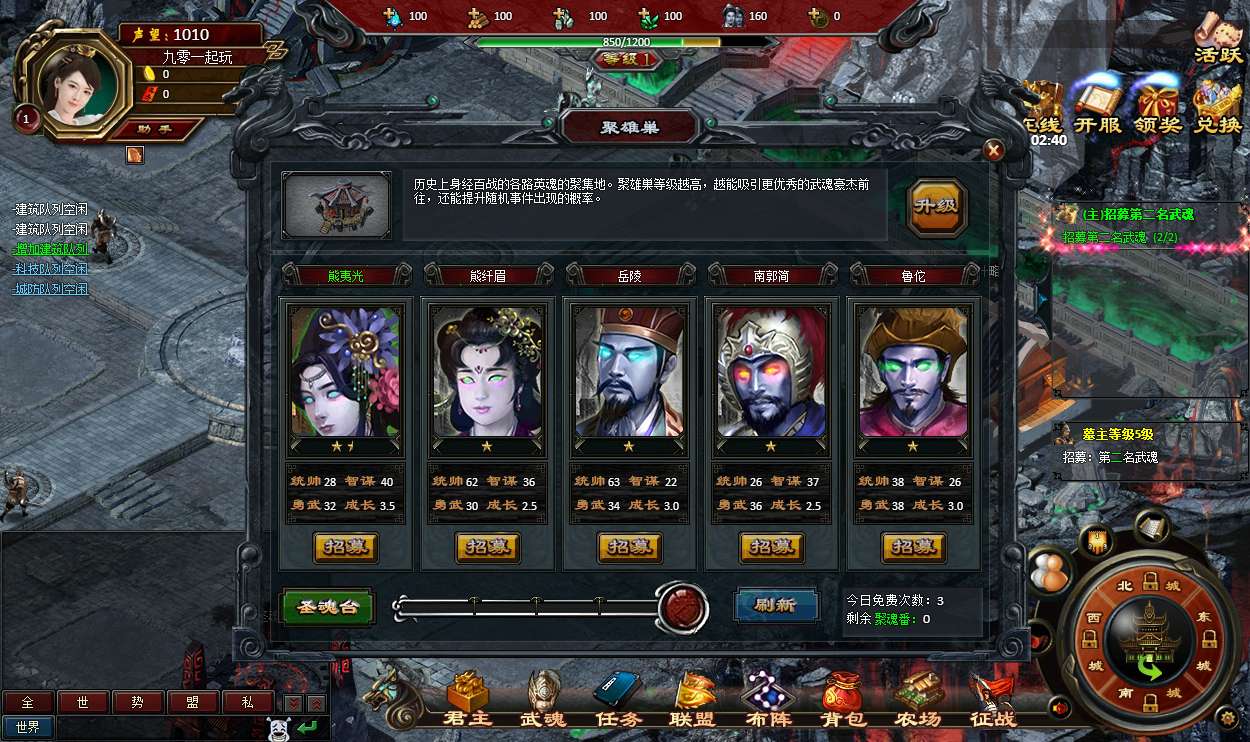 100
100
100
100
160
0
850/1200
等级 1
声望：1010
九零一起玩
0
0
1
助手
活跃
在线
开服
领奖
兑换
02:40
聚雄巢
历史上身经百战的各路英魂的聚集地。聚雄巢等级越高，越能吸引更优秀的武魂豪杰前
往，还能提升随机事件出现的概率。
升级
-建筑队列空闲
-建筑队列空闲
-增加建筑队列
-科技队列空闲
-城防队列空闲
(主)招募第二名武魂
招募第二名武魂 (2/2)
墓主等级5级
招募：第二名武魂
熊夷光
熊纤眉
岳陵
南郭简
鲁佗
统帅 28 智谋 40
勇武 32 成长 3.5
招募
统帅 62 智谋 36
勇武 30 成长 2.5
招募
统帅 63 智谋 22
勇武 34 成长 3.0
招募
统帅 26 智谋 37
勇武 36 成长 2.5
招募
统帅 38 智谋 26
勇武 38 成长 3.0
招募
圣魂台
刷新
今日免费次数：3
剩余 聚魂番：0
北 城
东 城
南 城
西 城
全
世
势
盟
私
世界
君主
武魂
任务
联盟
布阵
背包
农场
征战